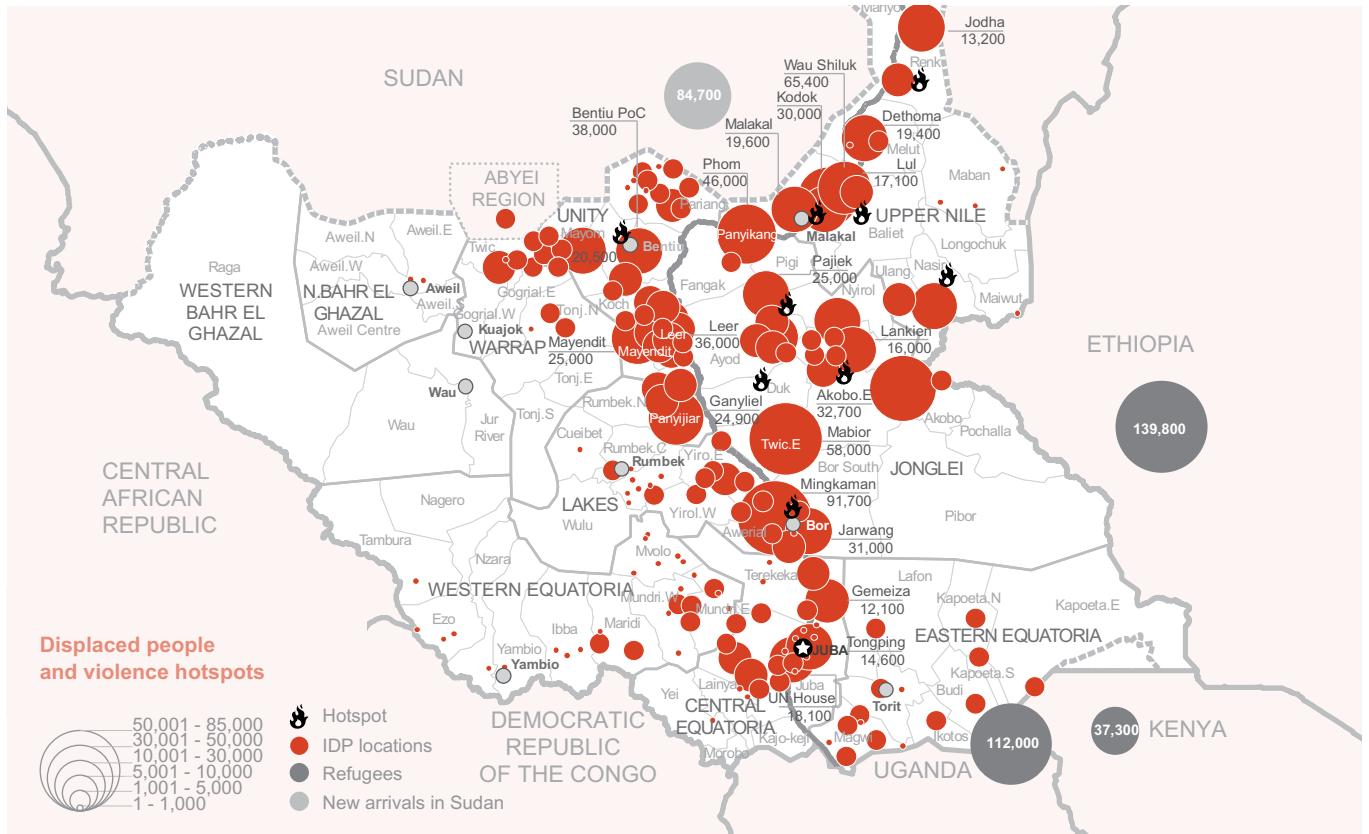 Manyo
Jodha
13,200
Renk
SUDAN
84,700
Wau Shiluk
65,400
Kodok
30,000
Bentiu PoC
38,000
Malakal
19,600
Dethoma
19,400
Melut
Phom
46,000
Lul
17,100
Maban
ABYEI
REGION
Pariang
UNITY
UPPER NILE
Mayom
20,500
Bentiu
Panyikang
Malakal
Baliet
Longochuk
Aweil.N
Aweil.E
Twic
Raga
Aweil.W
WESTERN
BAHR EL
GHAZAL
N.BAHR EL
GHAZAL
Aweil
Aweil.S
Aweil Centre
Gogrial.E
Gogrial.W
Kuajok
WARRAP
Tonj.N
Koch
Fangak
Pigi
Pajiek
25,000
Nyirol
Ulang
Nasir
Maiwut
Mayendit
25,000
Mayendit
Leer
Leer
36,000
Lankien
16,000
Ayod
ETHIOPIA
139,800
Wau
Tonj.E
Duk
Akobo.E
32,700
Akobo
Rumbek.N
Ganyliel
24,900
Panyijiar
Tonj.S
Wau
Jur
River
Cueibet
Twic.E
Mabior
58,000
Pochalla
Rumbek.C
Rumbek
Yiro.E
Bor South
JONGLEI
Mingkaman
91,700
CENTRAL
AFRICAN
REPUBLIC
Nagero
LAKES
Wulu
Yirol.W
Awerial
Bor
Jarwang
31,000
Pibor
Tambura
Nzara
Mvolo
Terekeka
Lafon
WESTERN EQUATORIA
Mundri.W
Mundri.E
Gemeiza
12,100
Kapoeta.N
Kapoeta.E
Ezo
Ibba
Maridi
Yambio
Yambio
EASTERN EQUATORIA
Tongping
14,600
JUBA
Kapoeta.S
Budi
Lainya
Yei
Juba
UN House
18,100
CENTRAL
EQUATORIA
Torit
Ikotos
Magwi
Kajo-keji
Morobo
112,000
37,300
KENYA
UGANDA
DEMOCRATIC
REPUBLIC
OF THE CONGO
Displaced people
and violence hotspots
50,001 - 85,000
30,001 - 50,000
10,001 - 30,000
5,001 - 10,000
1,001 - 5,000
1 - 1,000
Hotspot
IDP locations
Refugees
New arrivals in Sudan